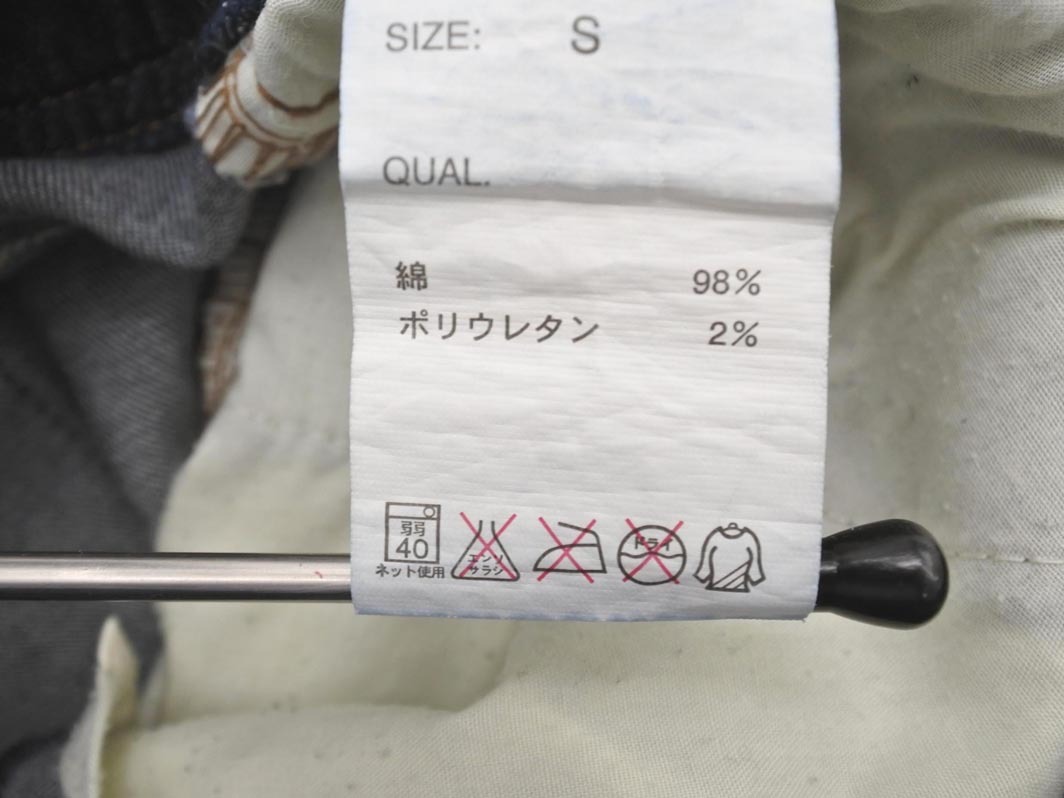 SIZE: S
QUAL.
綿 98%
ポリウレタン 2%
弱
40
ネット使用
エンソ
サラシ
ドライ